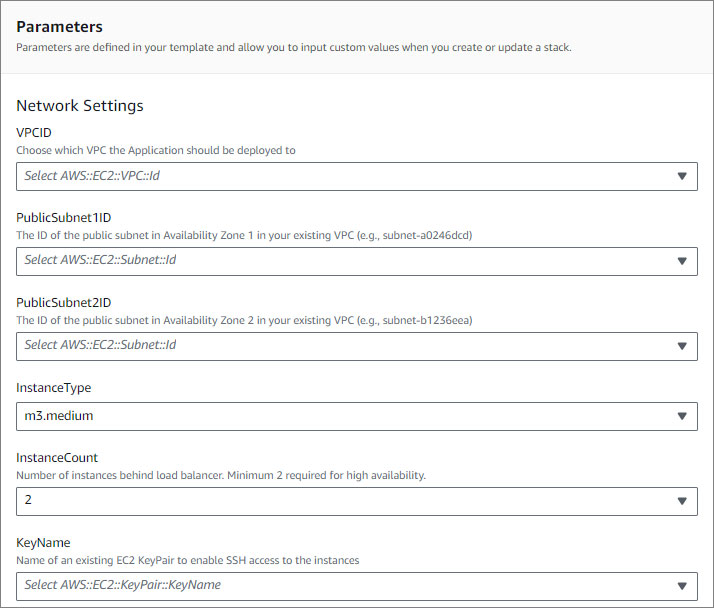 Parameters
Parameters are defined in your template and allow you to input custom values when you create or update a stack.
Network Settings
VPCID
Choose which VPC the Application should be deployed to
Select AWS::EC2::VPC::Id
PublicSubnet1ID
The ID of the public subnet in Availability Zone 1 in your existing VPC (e.g., subnet-a0246dcd)
Select AWS::EC2::Subnet::Id
PublicSubnet2ID
The ID of the public subnet in Availability Zone 2 in your existing VPC (e.g., subnet-b1236eea)
Select AWS::EC2::Subnet::Id
InstanceType
m3.medium
InstanceCount
Number of instances behind load balancer. Minimum 2 required for high availability.
2
KeyName
Name of an existing EC2 KeyPair to enable SSH access to the instances
Select AWS::EC2::KeyPair::KeyName